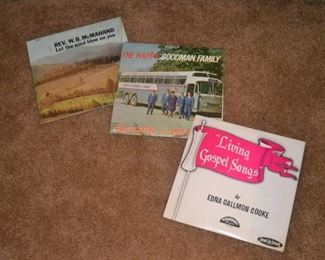 REV. W. B. McMAHAND
Let the wind blow on you
THE HAPPY GOODMAN FAMILY
"Living
Gospel Songs"
by
EDNA GALLMON COOKE